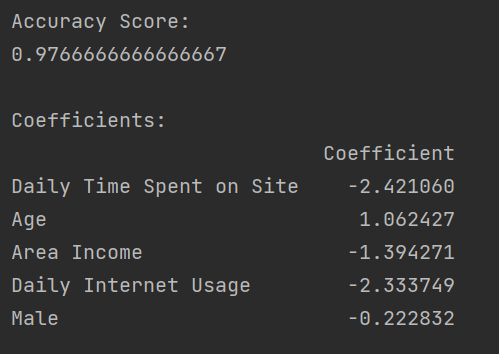 Accuracy Score:
0.9766666666666667
Coefficients:
Coefficient
Daily Time Spent on Site -2.421060
Age 1.062427
Area Income -1.394271
Daily Internet Usage -2.333749
Male -0.222832